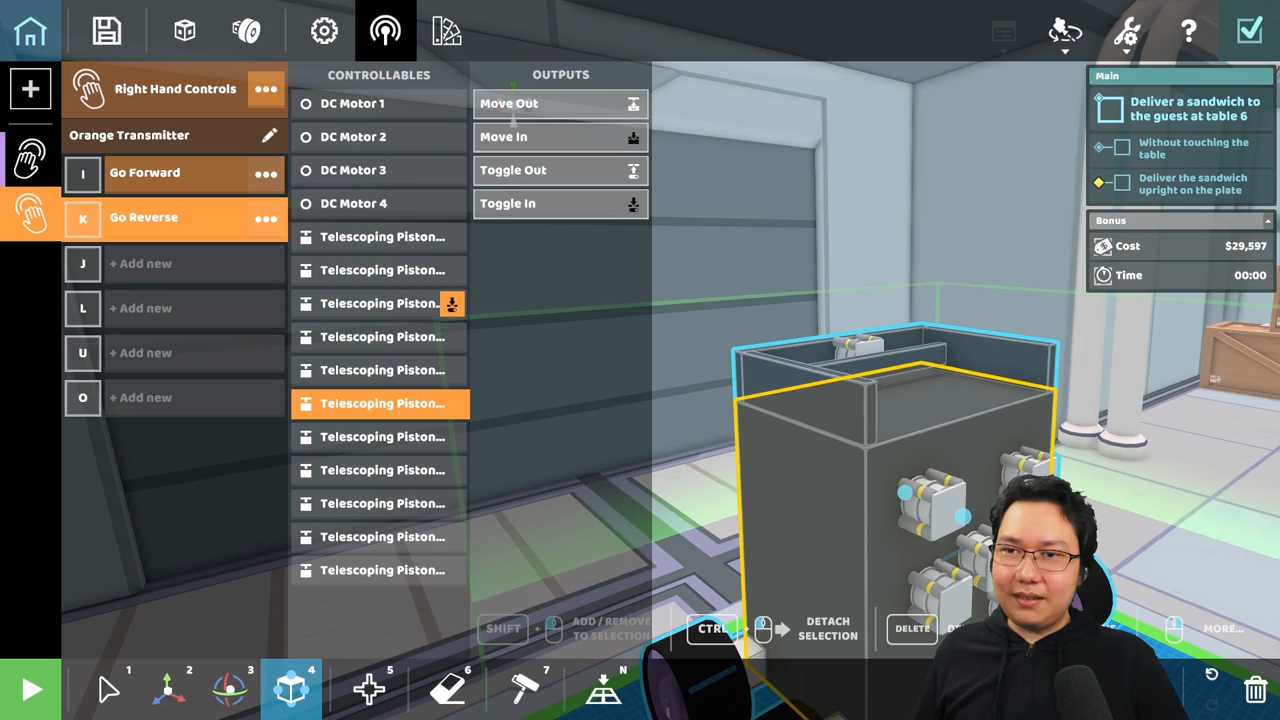 Right Hand Controls
Orange Transmitter
I
Go Forward
K
Go Reverse
J
+ Add new
L
+ Add new
U
+ Add new
O
+ Add new
CONTROLLABLES
DC Motor 1
DC Motor 2
DC Motor 3
DC Motor 4
Telescoping Piston...
Telescoping Piston...
Telescoping Piston..
Telescoping Piston...
Telescoping Piston...
Telescoping Piston...
Telescoping Piston...
Telescoping Piston...
Telescoping Piston...
Telescoping Piston...
Telescoping Piston...
OUTPUTS
Move Out
Move In
Toggle Out
Toggle In
Main
Deliver a sandwich to
the guest at table 6
Without touching the
table
Deliver the sandwich
upright on the plate
Bonus
Cost
$29,597
Time
00:00
SHIFT
+
ADD / REMOVE
TO SELECTION
CTRL
DETACH
SELECTION
DELETE
MORE...
1
2
3
4
5
6
7
N